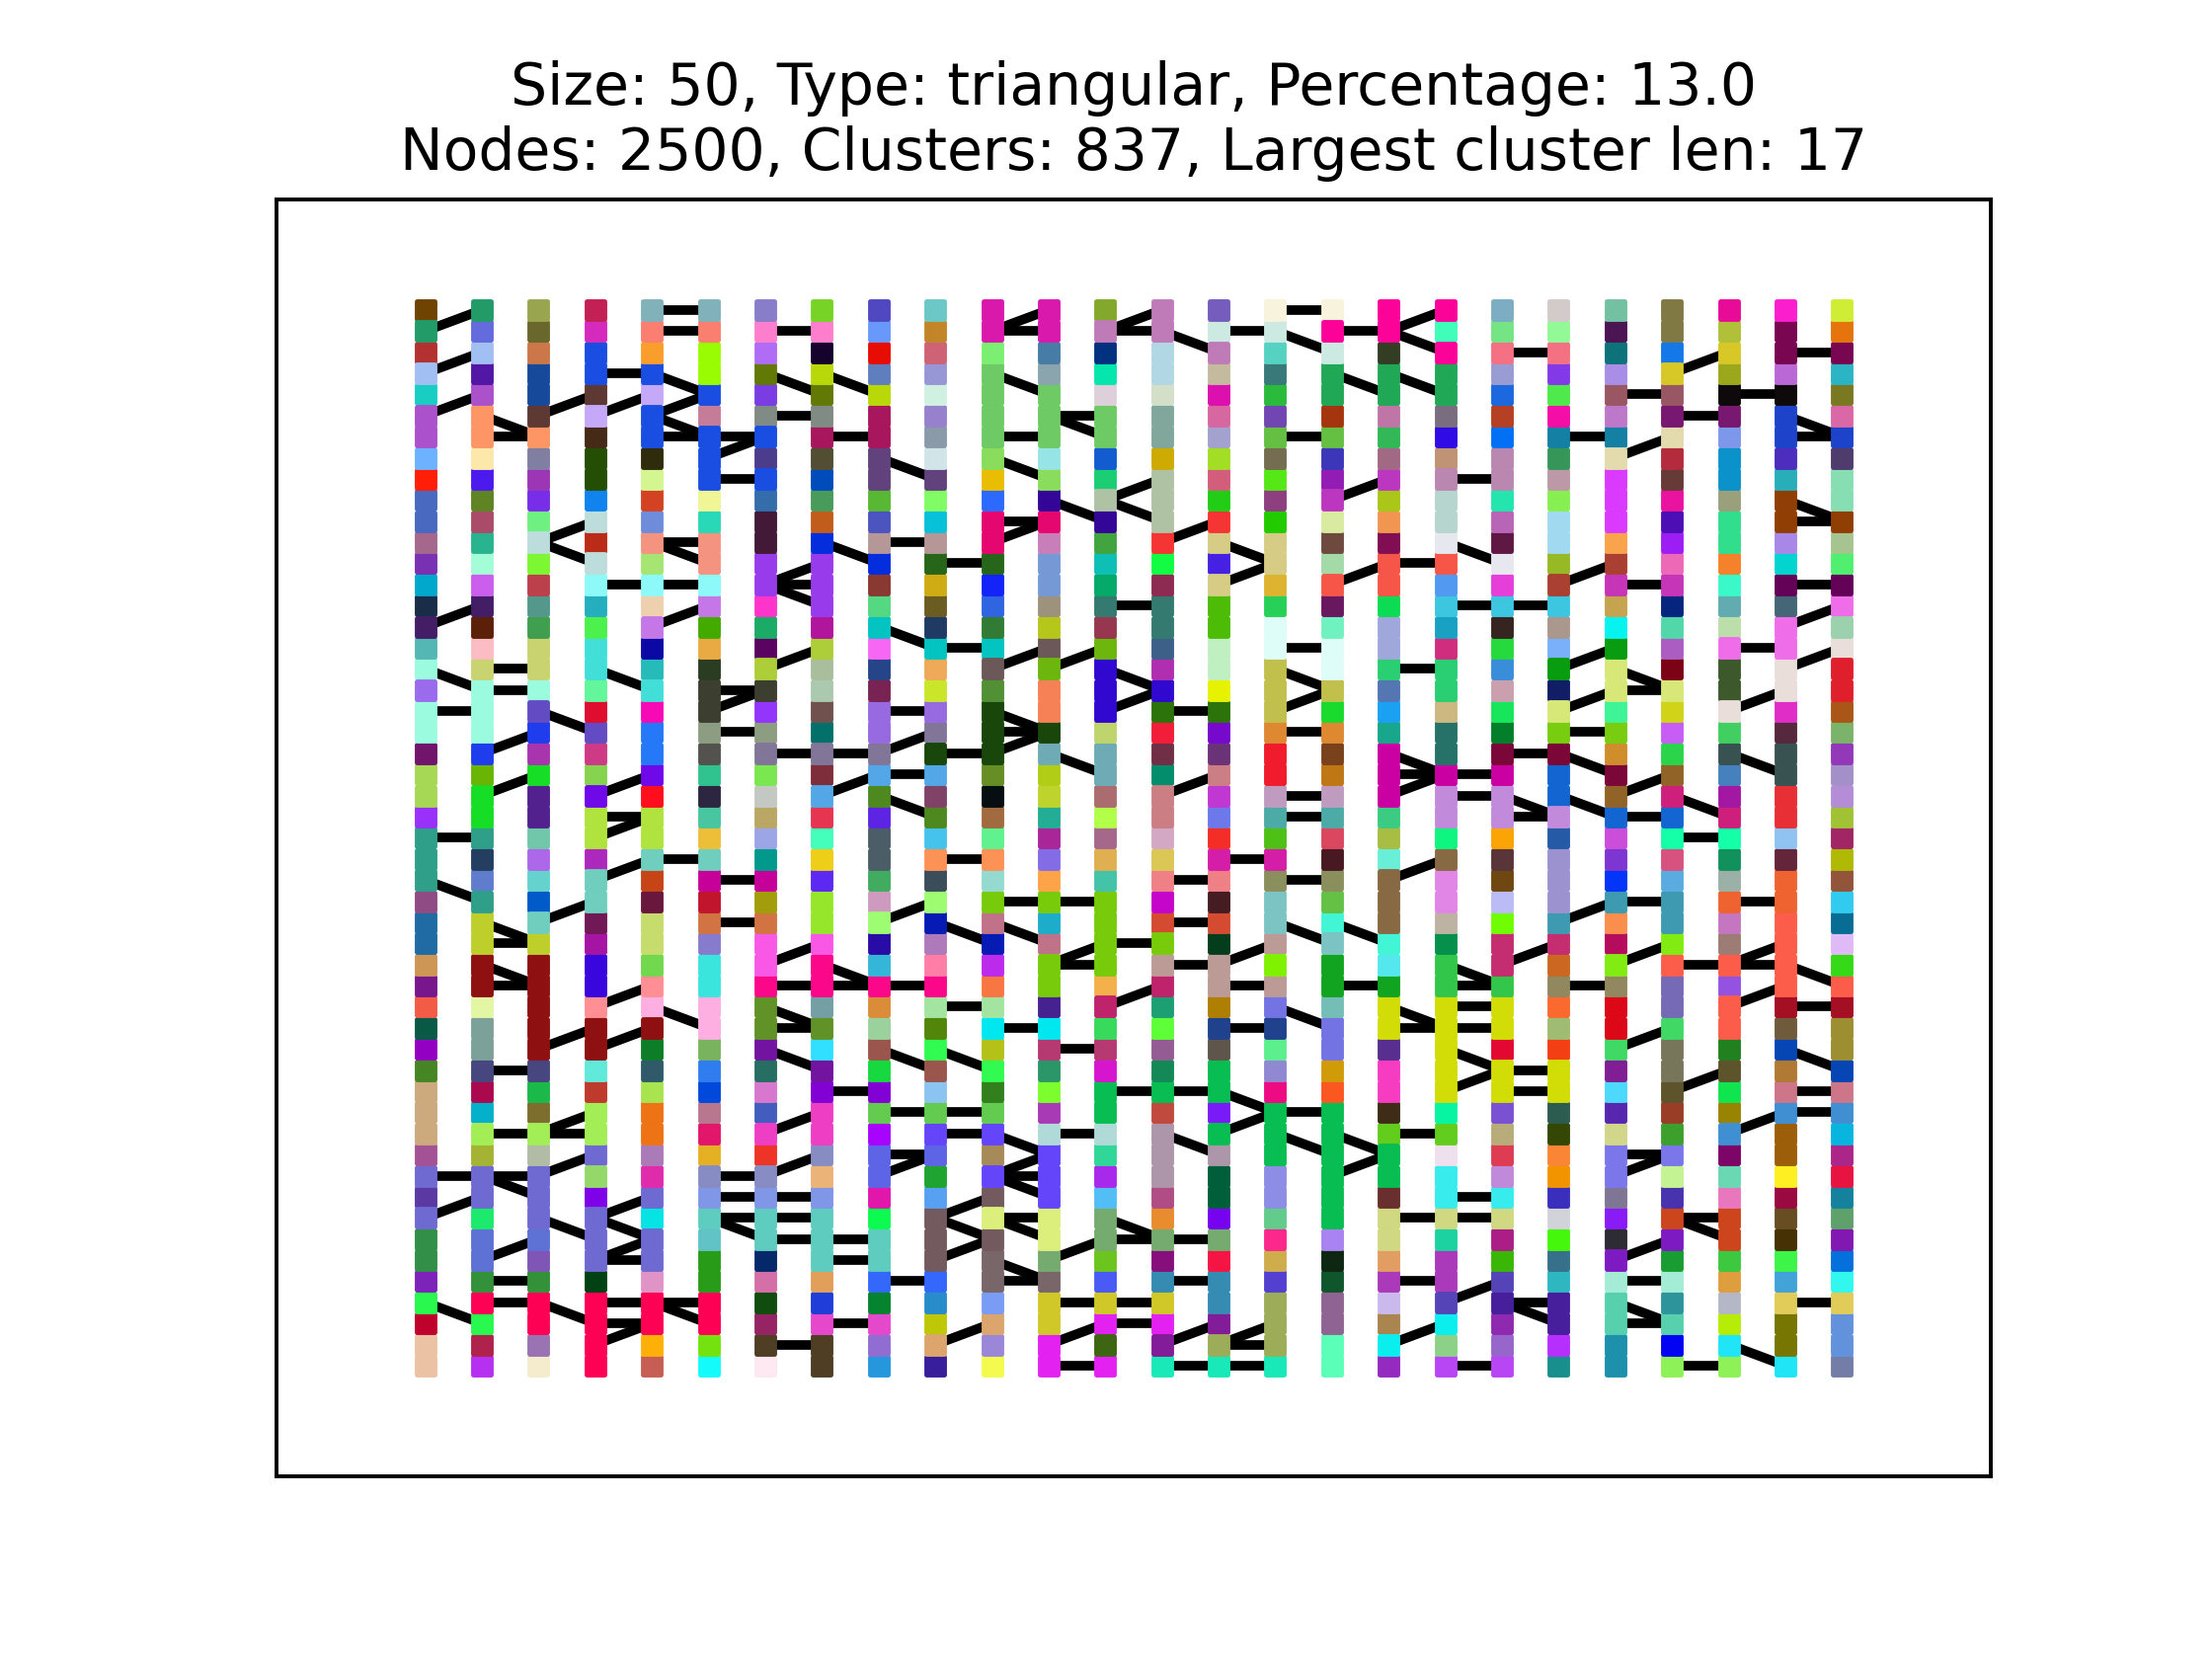 Size: 50, Type: triangular, Percentage: 13.0
Nodes: 2500, Clusters: 837, Largest cluster len: 17